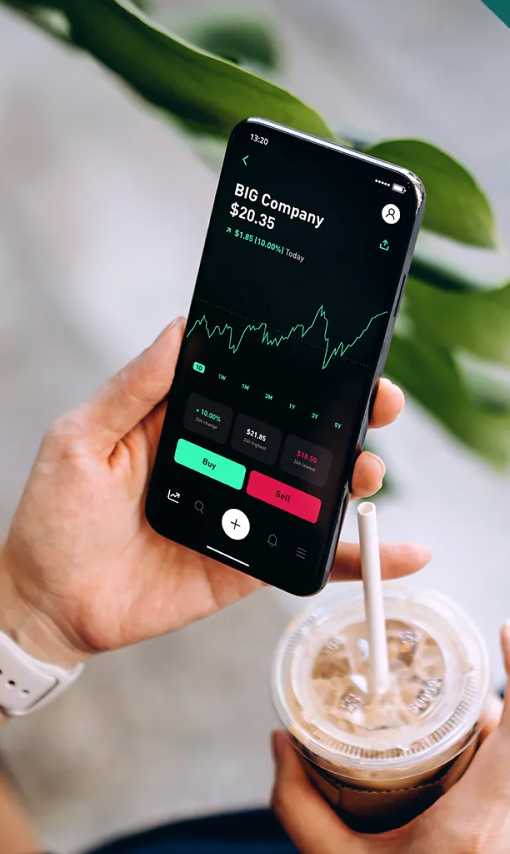 13:20
BIG Company
$20.35
$1.85 (10.00%) Today
1D 1W 1M 3M 1Y 3Y 5Y
+ 10.00% $21.85 $18.50
24h change 24h highest 24h lowest
Buy Sell